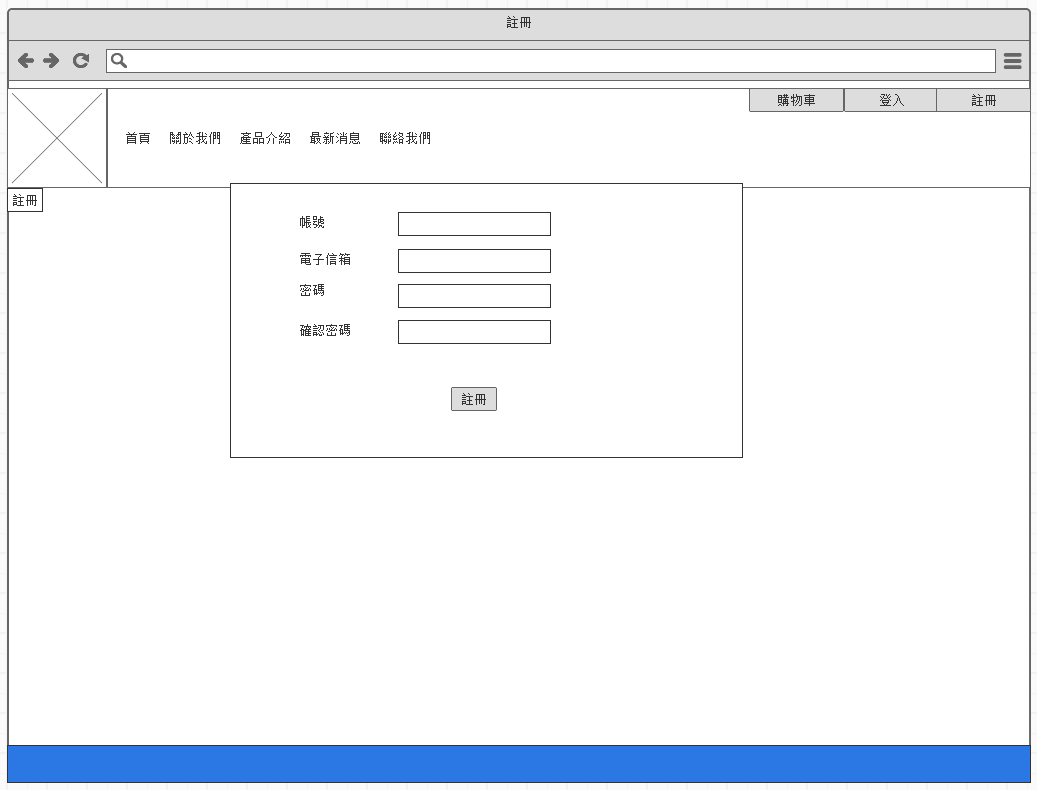 註冊
購物車 登入 註冊
首頁 關於我們 產品介紹 最新消息 聯絡我們
註冊
帳號
電子信箱
密碼
確認密碼
註冊